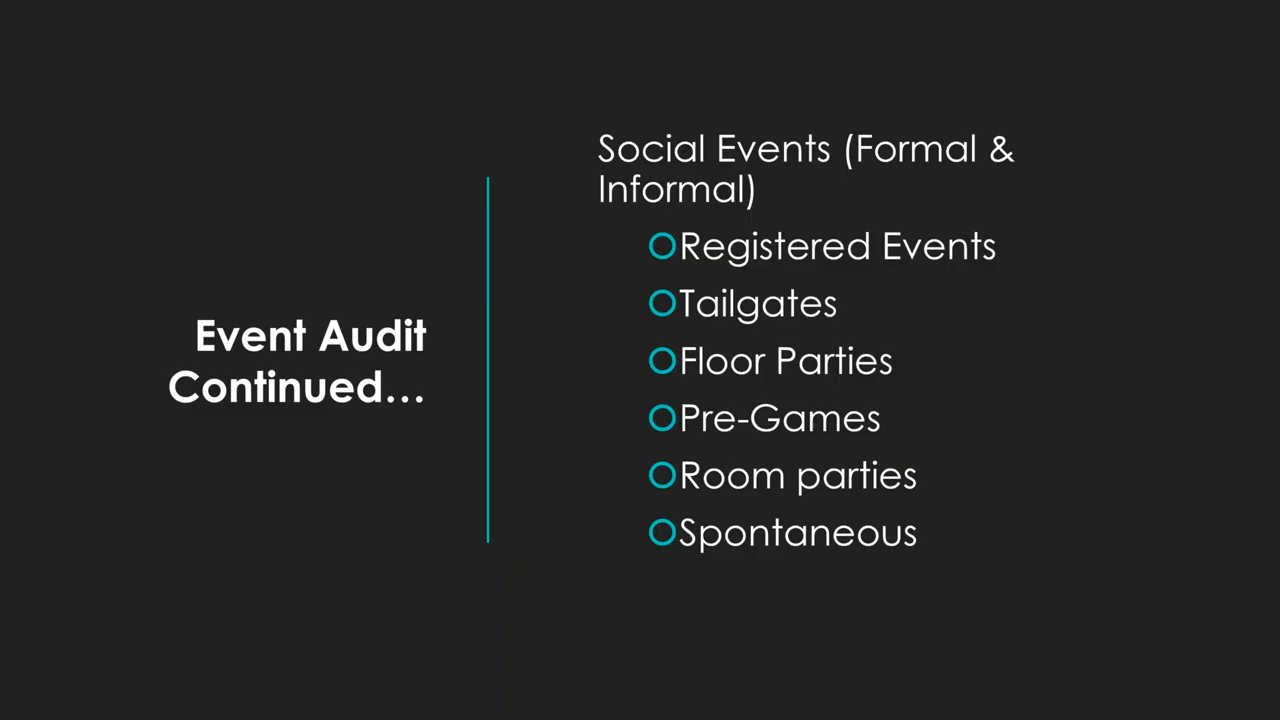 Event Audit
Continued…
Social Events (Formal &
Informal)
Registered Events
Tailgates
Floor Parties
Pre-Games
Room parties
Spontaneous